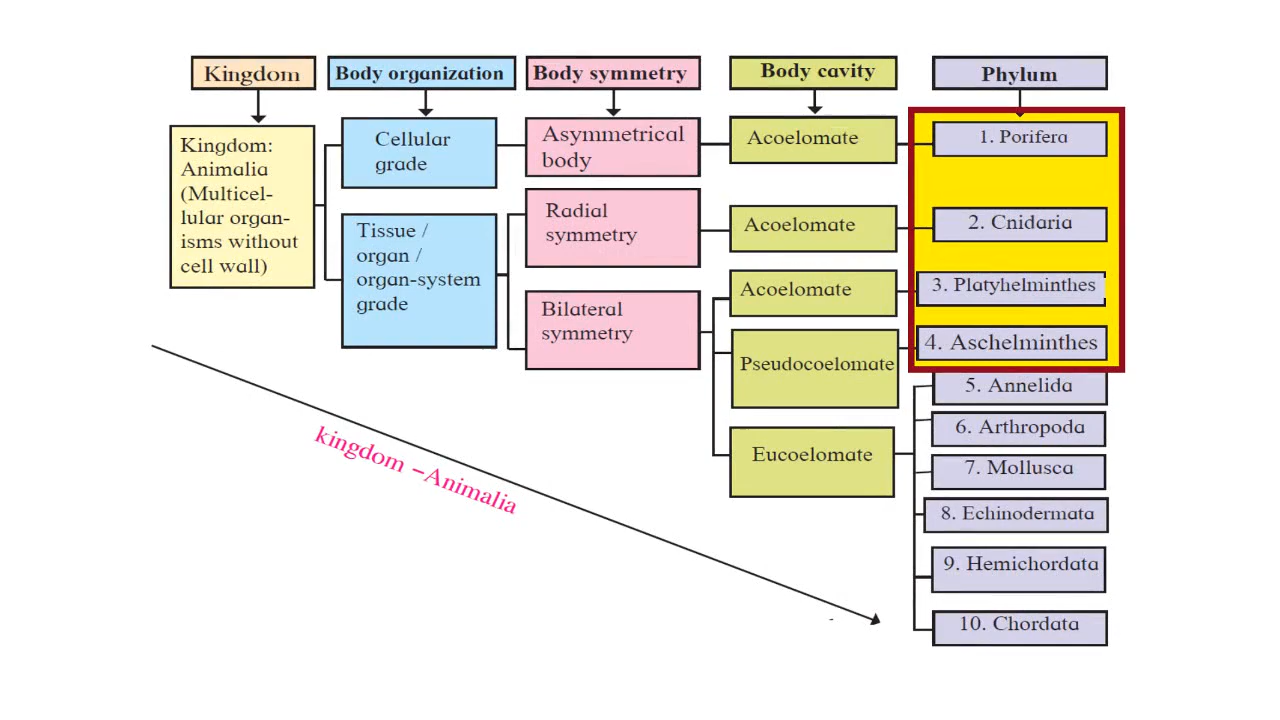 Kingdom
Body organization
Body symmetry
Body cavity
Phylum
Kingdom:
Animalia
(Multicel-
lular organ-
isms without
cell wall)
Cellular
grade
Tissue /
organ /
organ-system
grade
Asymmetrical
body
Radial
symmetry
Bilateral
symmetry
Acoelomate
Acoelomate
Acoelomate
Pseudocoelomate
Eucoelomate
1. Porifera
2. Cnidaria
3. Platyhelminthes
4. Aschelminthes
5. Annelida
6. Arthropoda
7. Mollusca
8. Echinodermata
9. Hemichordata
10. Chordata
kingdom -Animalia